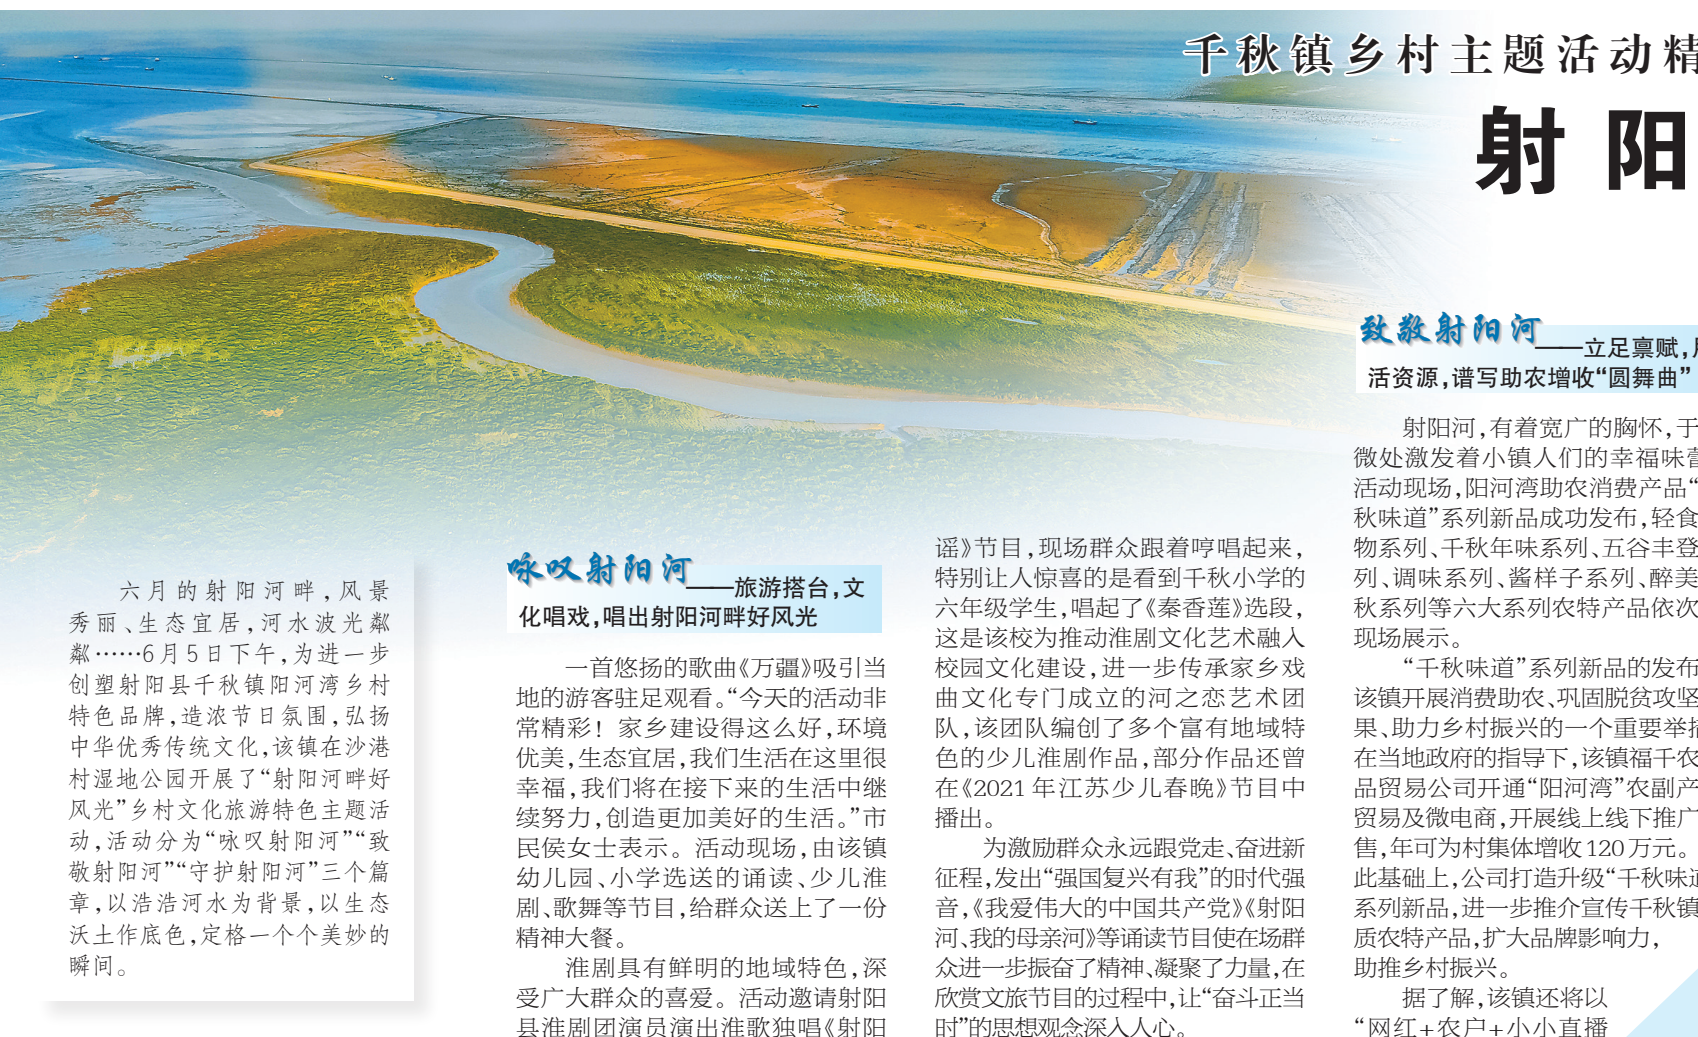 千秋镇乡村主题活动精
射阳
六月的射阳河畔,风景
秀丽、生态宜居,河水波光粼
粼……6月5日下午,为进一步
创塑射阳县千秋镇阳河湾乡村
特色品牌,造浓节日氛围,弘扬
中华优秀传统文化,该镇在沙港
村湿地公园开展了“射阳河畔好
风光”乡村文化旅游特色主题活
动,活动分为“咏叹射阳河”“致
敬射阳河”“守护射阳河”三个篇
章,以浩浩河水为背景,以生态
沃土作底色,定格一个个美妙的
瞬间。
咏叹射阳河——旅游搭台,文
化唱戏,唱出射阳河畔好风光
一首悠扬的歌曲《万疆》吸引当
地的游客驻足观看。“今天的活动非
常精彩! 家乡建设得这么好,环境
优美,生态宜居,我们生活在这里很
幸福,我们将在接下来的生活中继
续努力,创造更加美好的生活。”市
民侯女士表示。活动现场,由该镇
幼儿园、小学选送的诵读、少儿淮
剧、歌舞等节目,给群众送上了一份
精神大餐。
淮剧具有鲜明的地域特色,深
受广大群众的喜爱。活动邀请射阳
县淮剧团演员演出淮歌独唱《射阳
谣》节目,现场群众跟着哼唱起来,
特别让人惊喜的是看到千秋小学的
六年级学生,唱起了《秦香莲》选段,
这是该校为推动淮剧文化艺术融入
校园文化建设,进一步传承家乡戏
曲文化专门成立的河之恋艺术团
队,该团队编创了多个富有地域特
色的少儿淮剧作品,部分作品还曾
在《2021年江苏少儿春晚》节目中
播出。
为激励群众永远跟党走、奋进新
征程,发出“强国复兴有我”的时代强
音,《我爱伟大的中国共产党》《射阳
河、我的母亲河》等诵读节目使在场群
众进一步振奋了精神、凝聚了力量,在
欣赏文旅节目的过程中,让“奋斗正当
时”的思想观念深入人心。
致敬射阳河——立足禀赋,
活资源,谱写助农增收“圆舞曲”
射阳河,有着宽广的胸怀,于
微处激发着小镇人们的幸福味蕾
活动现场,阳河湾助农消费产品“
秋味道”系列新品成功发布,轻食
物系列、千秋年味系列、五谷丰登
列、调味系列、酱样子系列、醉美
秋系列等六大系列农特产品依次
现场展示。
“千秋味道”系列新品的发布
该镇开展消费助农、巩固脱贫攻坚
果、助力乡村振兴的一个重要举措
在当地政府的指导下,该镇福千农
品贸易公司开通“阳河湾”农副产
贸易及微电商,开展线上线下推广
售,年可为村集体增收120万元。
此基础上,公司打造升级“千秋味道
系列新品,进一步推介宣传千秋镇
质农特产品,扩大品牌影响力,
助推乡村振兴。
据了解,该镇还将以
“网红+农户+小小直播